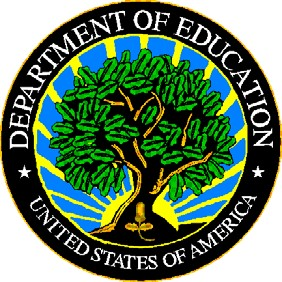 DEPARTMENT OF EDUCATION
UNITED STATES OF AMERICA